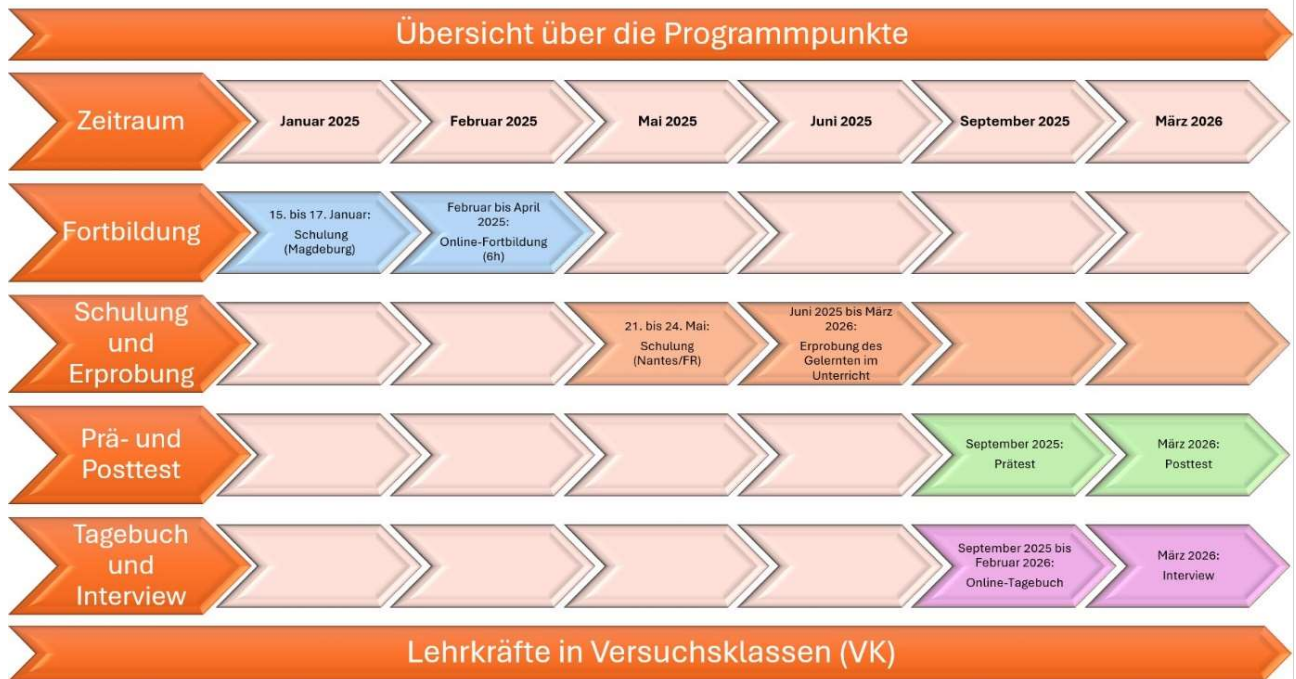 Übersicht über die Programmpunkte
Zeitraum
Januar 2025
Februar 2025
Mai 2025
Juni 2025
September 2025
März 2026
Fortbildung
15. bis 17. Januar:
Schulung
(Magdeburg)
Februar bis April
2025:
Online-Fortbildung
(6h)
Schulung
und
Erprobung
21. bis 24. Mai:
Schulung
(Nantes/FR)
Juni 2025 bis März
2026:
Erprobung des
Gelernten im
Unterricht
Prä- und
Posttest
September 2025:
Prätest
März 2026:
Posttest
Tagebuch
und
Interview
September 2025 bis
Februar 2026:
Online-Tagebuch
März 2026:
Interview
Lehrkräfte in Versuchsklassen (VK)